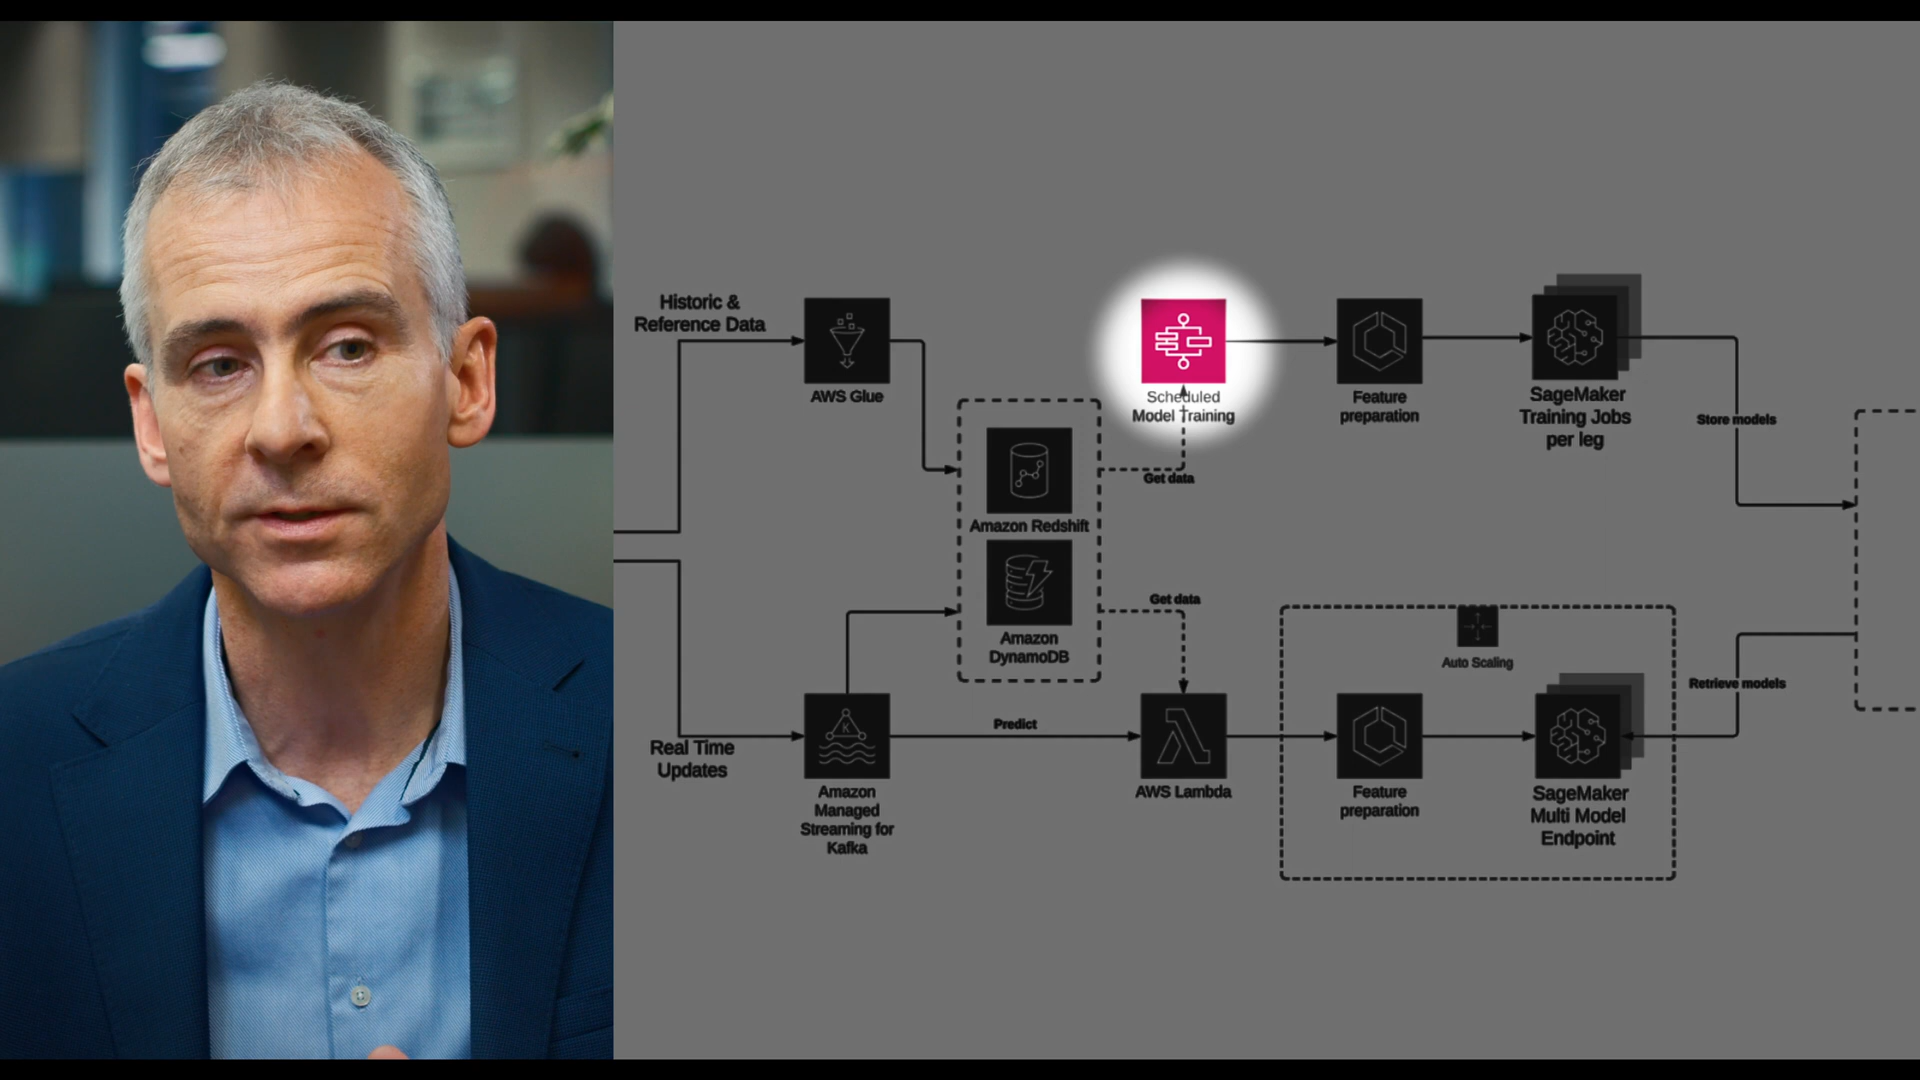 Historic &
Reference Data
AWS Glue
Scheduled
Model Training
Feature
preparation
SageMaker
Training Jobs
per leg
Store models
Get data
Amazon Redshift
Amazon
DynamoDB
Get data
Auto Scaling
Retrieve models
Predict
Real Time
Updates
K
Amazon
Managed
Streaming for
Kafka
AWS Lambda
Feature
preparation
SageMaker
Multi Model
Endpoint